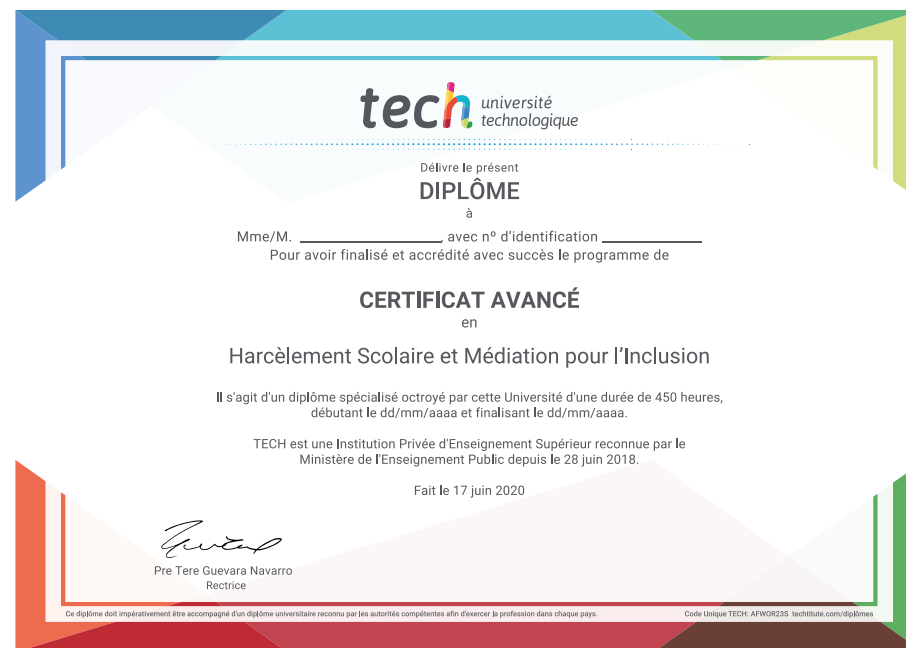 tech université
technologique
Délivre le présent
DIPLÔME
à
Mme/M. ____________, avec nº d'identification ____________
Pour avoir finalisé et accrédité avec succès le programme de
CERTIFICAT AVANCÉ
en
Harcèlement Scolaire et Médiation pour l'Inclusion
Il s'agit d'un diplôme spécialisé octroyé par cette Université d'une durée de 450 heures,
débutant le dd/mm/aaaa et finalisant le dd/mm/aaaa.
TECH est une Institution Privée d'Enseignement Supérieur reconnue par le
Ministère de l'Enseignement Public depuis le 28 juin 2018.
Fait le 17 juin 2020
Pre Tere Guevara Navarro
Rectrice
Ce diplôme doit impérativement être accompagné d'un diplôme universitaire reconnu par les autorités compétentes afin d'exercer la profession dans chaque pays.
Code Unique TECH: AFWOR23S techtitute.com/diplômes